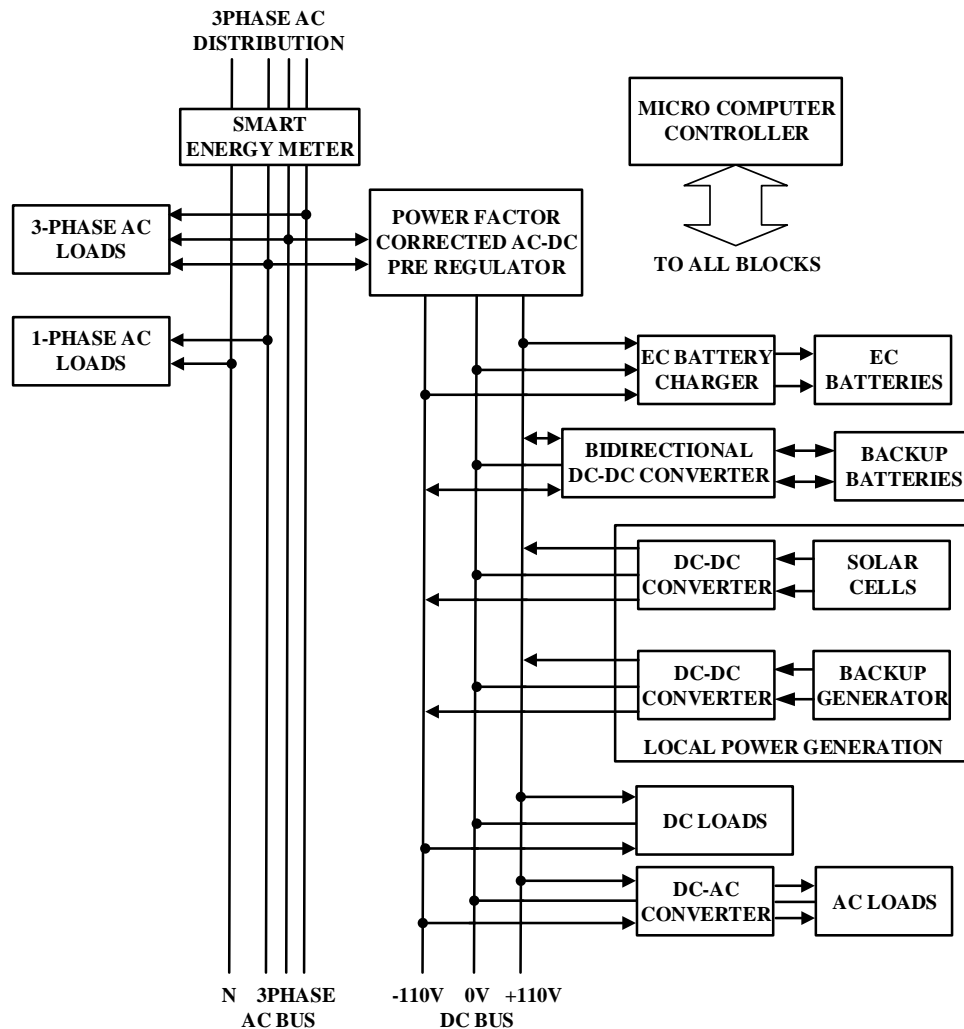 3PHASE AC
DISTRIBUTION
SMART
ENERGY METER
MICRO COMPUTER
CONTROLLER
TO ALL BLOCKS
3-PHASE AC
LOADS
POWER FACTOR
CORRECTED AC-DC
PRE REGULATOR
1-PHASE AC
LOADS
EC BATTERY
CHARGER
EC
BATTERIES
BIDIRECTIONAL
DC-DC CONVERTER
BACKUP
BATTERIES
DC-DC
CONVERTER
SOLAR
CELLS
DC-DC
CONVERTER
BACKUP
GENERATOR
LOCAL POWER GENERATION
DC LOADS
DC-AC
CONVERTER
AC LOADS
N 3PHASE
AC BUS
-110V 0V +110V
DC BUS